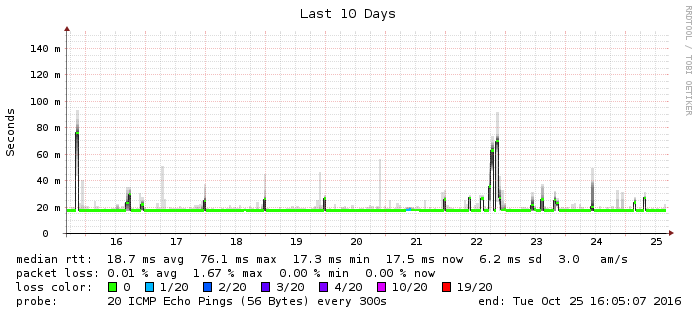 Last 10 Days
RRDTOOL / TOBI OETIKER
Seconds
140 m
120 m
100 m
80 m
60 m
40 m
20 m
0
16 17 18 19 20 21 22 23 24 25
median rtt: 18.7 ms avg 76.1 ms max 17.3 ms min 17.5 ms now 6.2 ms sd 3.0 am/s
packet loss: 0.01 % avg 1.67 % max 0.00 % min 0.00 % now
loss color: 0 1/20 2/20 3/20 4/20 10/20 19/20
probe: 20 ICMP Echo Pings (56 Bytes) every 300s end: Tue Oct 25 16:05:07 2016